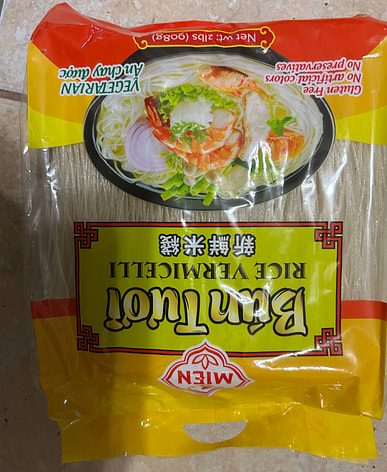 MIEN
Bún Tươi
RICE VERMICELLI
新鮮米綫
Gluten Free
No artificial colors
No preservatives
VEGETARIAN
Ăn chay được
Net wt 2lbs (908g)